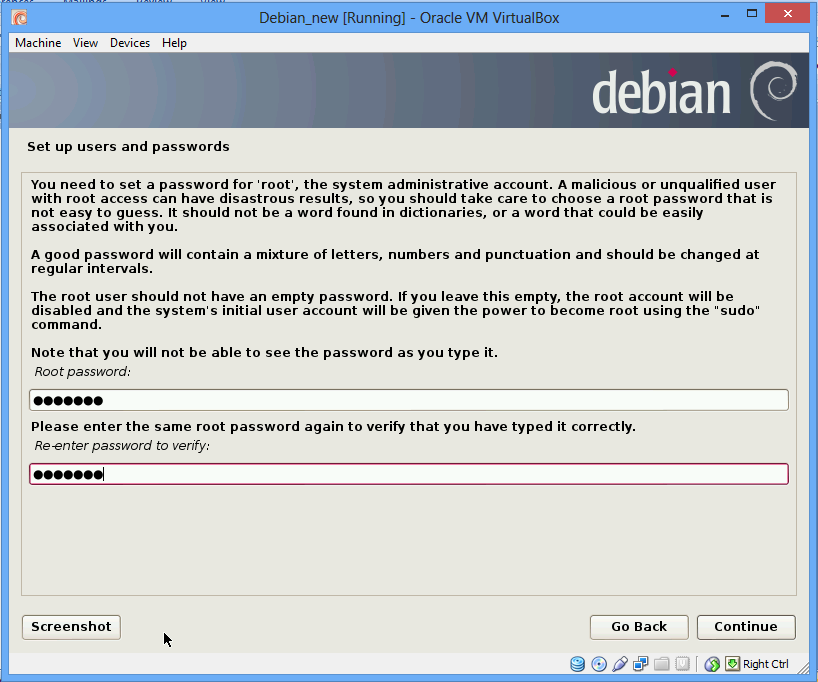 Debian_new [Running] - Oracle VM VirtualBox
Machine View Devices Help
debian
Set up users and passwords
You need to set a password for 'root', the system administrative account. A malicious or unqualified user
with root access can have disastrous results, so you should take care to choose a root password that is
not easy to guess. It should not be a word found in dictionaries, or a word that could be easily
associated with you.
A good password will contain a mixture of letters, numbers and punctuation and should be changed at
regular intervals.
The root user should not have an empty password. If you leave this empty, the root account will be
disabled and the system's initial user account will be given the power to become root using the "sudo"
command.
Note that you will not be able to see the password as you type it.
Root password:
●●●●●●●
Please enter the same root password again to verify that you have typed it correctly.
Re-enter password to verify:
●●●●●●●
Screenshot Go Back Continue
Right Ctrl